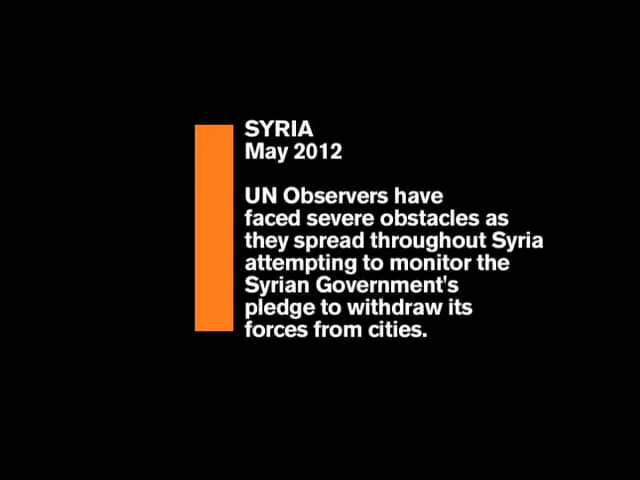 SYRIA
May 2012
UN Observers have
faced severe obstacles as
they spread throughout Syria
attempting to monitor the
Syrian Government's
pledge to withdraw its
forces from cities.